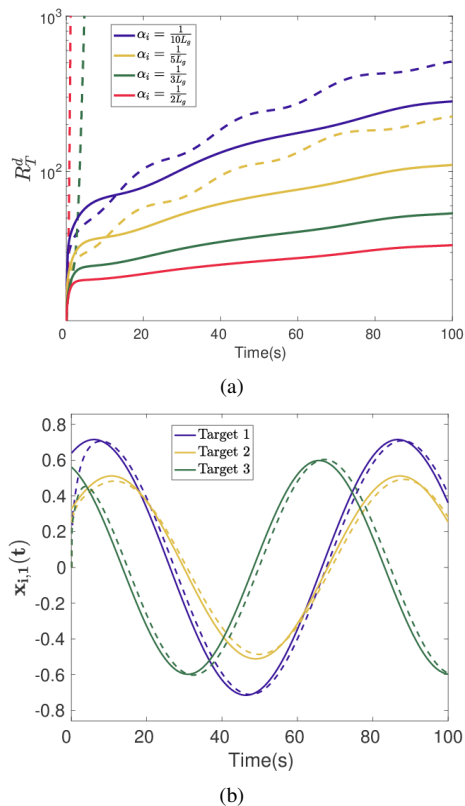 10^3
α_i = 1/(10L_g)
α_i = 1/(5L_g)
α_i = 1/(3L_g)
α_i = 1/(2L_g)
R_T^d
10^2
0 20 40 60 80 100
Time(s)
(a)
0.8
0.6
0.4
0.2
0
-0.2
-0.4
-0.6
-0.8
Target 1
Target 2
Target 3
x_{i,1}(t)
0 20 40 60 80 100
Time(s)
(b)